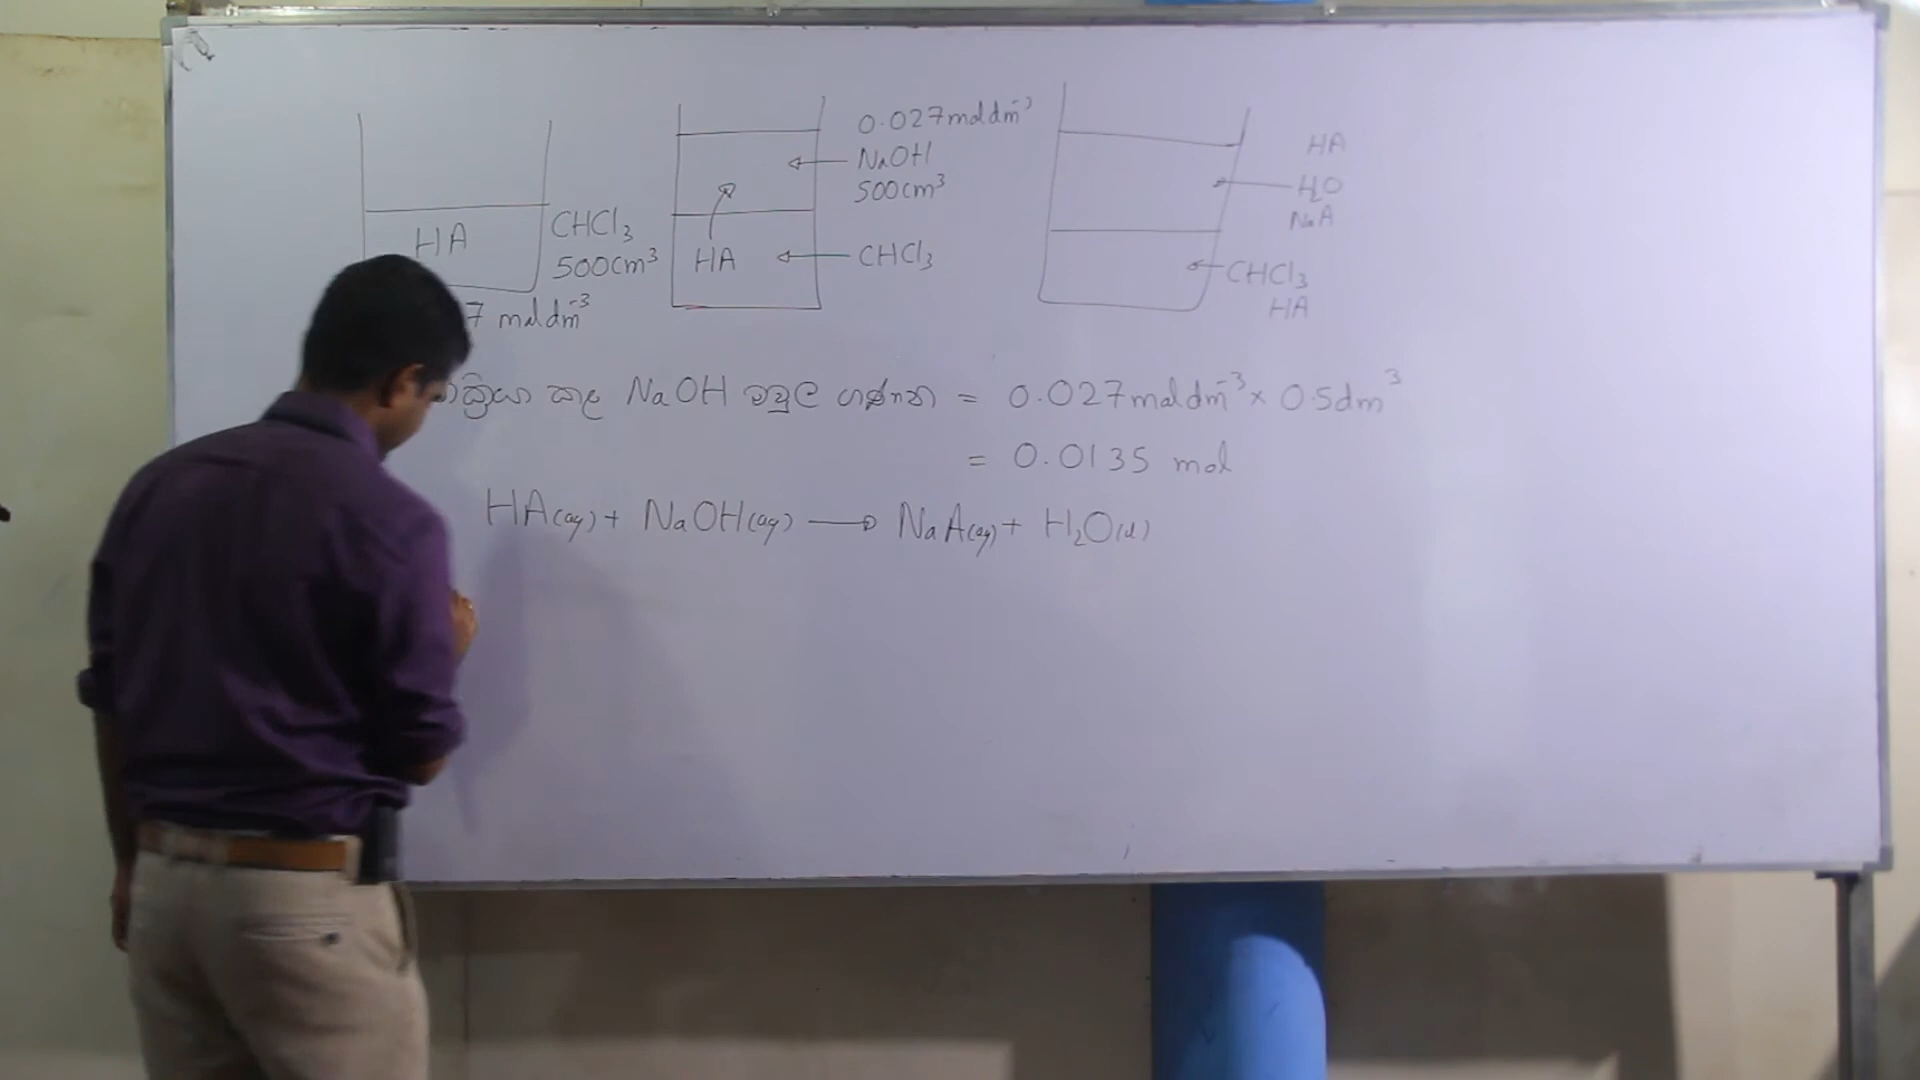 HA
CHCl₃
500cm³
7 moldm⁻³
HA
0.027moldm⁻³
NaOH
500cm³
CHCl₃
HA
H₂O
NaA
CHCl₃
HA
කළ NaOH මවුල = 0.027moldm⁻³ × 0.5dm³
= 0.0135 mol
HA(aq) + NaOH(aq) ⟶ NaA(aq) + H₂O(l)